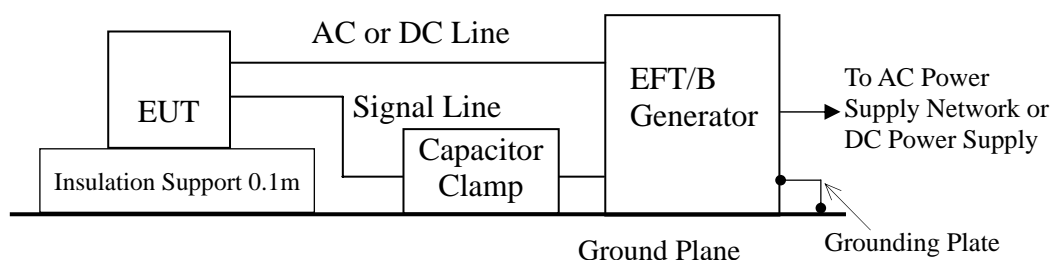 AC or DC Line
EUT
Signal Line
Capacitor
Clamp
Insulation Support 0.1m
EFT/B
Generator
To AC Power
Supply Network or
DC Power Supply
Ground Plane
Grounding Plate